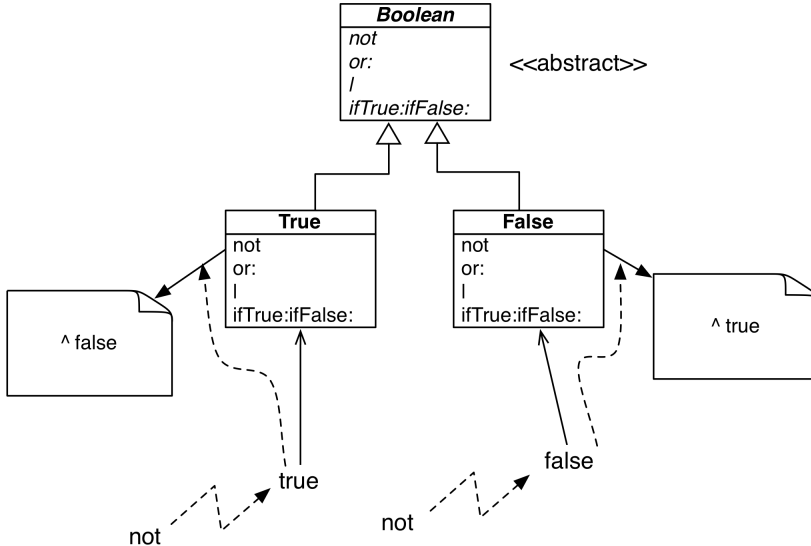 Boolean
not
or:
|
ifTrue:ifFalse:
<<abstract>>
True
not
or:
|
ifTrue:ifFalse:
False
not
or:
|
ifTrue:ifFalse:
^ false
^ true
true
false
not
not